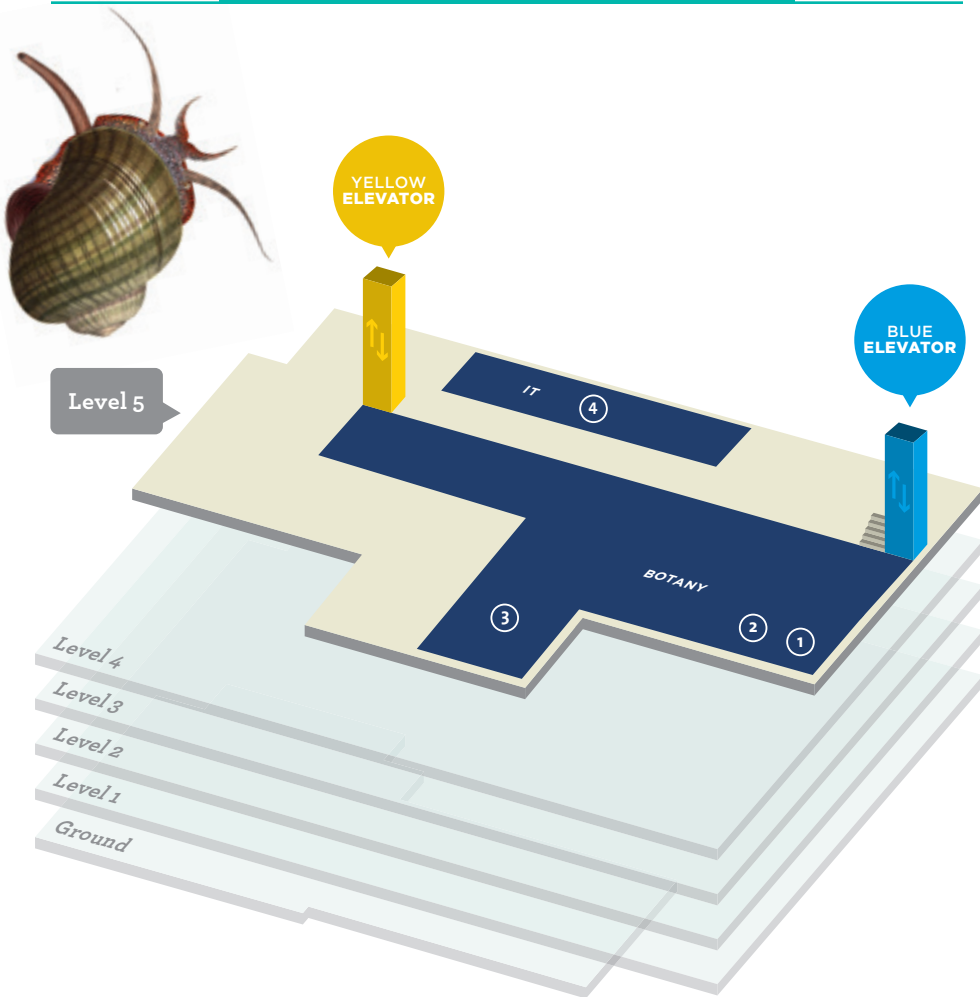 YELLOW
ELEVATOR
BLUE
ELEVATOR
Level 5
IT
4
BOTANY
3
2
1
Level 4
Level 3
Level 2
Level 1
Ground